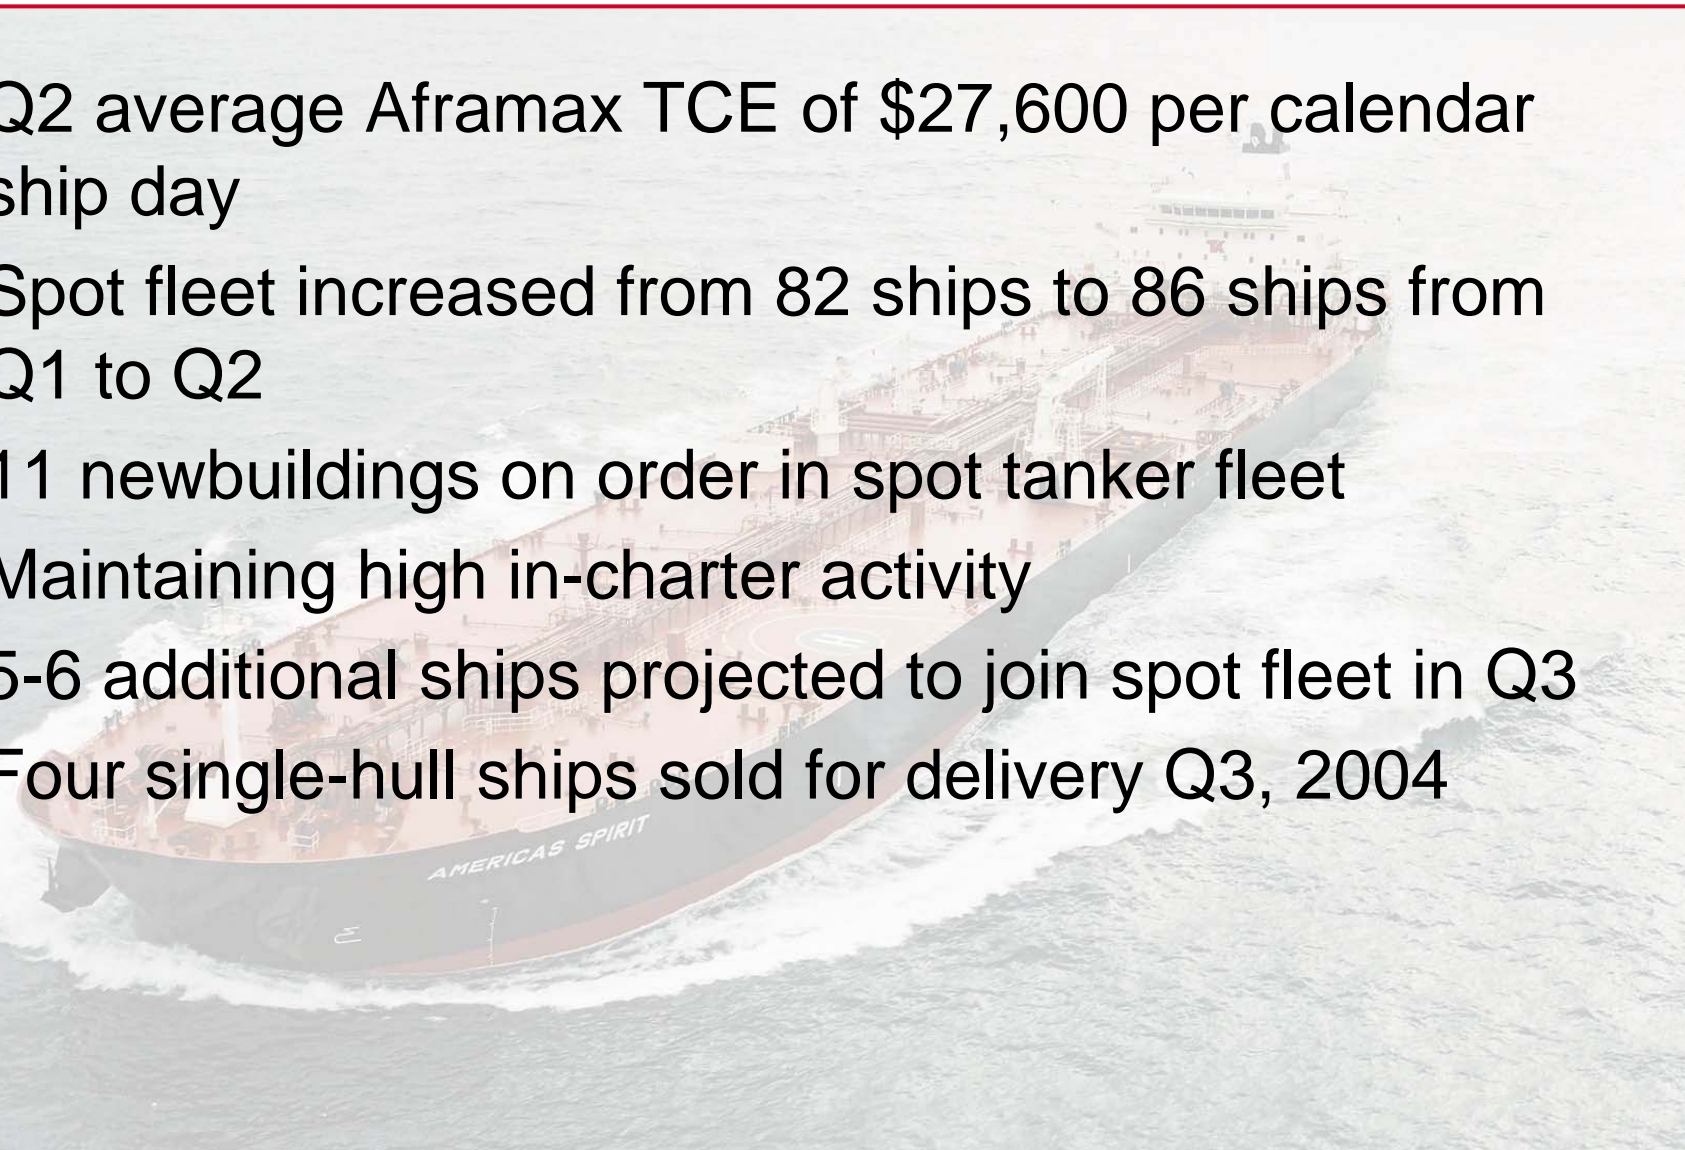 Q2 average Aframax TCE of $27,600 per calendar
ship day
Spot fleet increased from 82 ships to 86 ships from
Q1 to Q2
11 newbuildings on order in spot tanker fleet
Maintaining high in-charter activity
5-6 additional ships projected to join spot fleet in Q3
Four single-hull ships sold for delivery Q3, 2004
AMERICAS SPIRIT